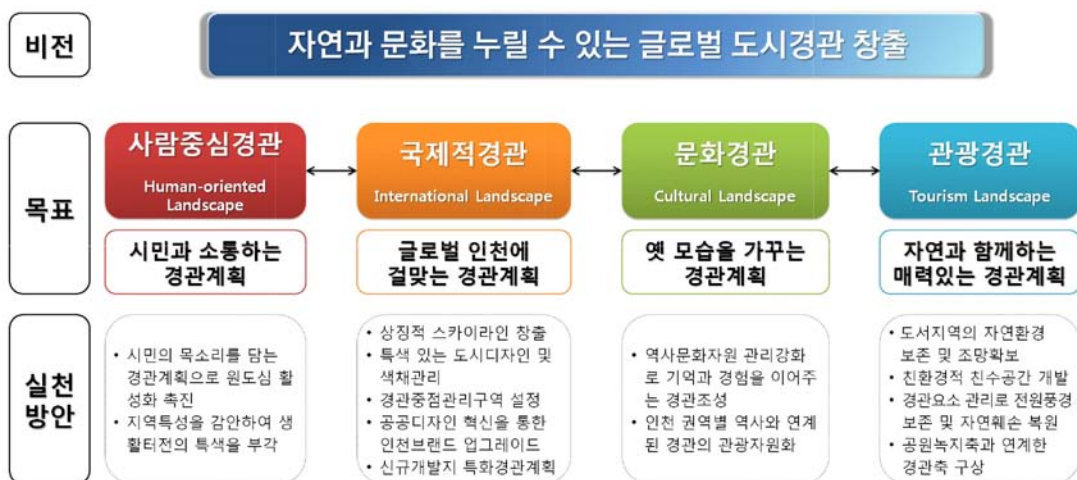 비전
자연과 문화를 누릴 수 있는 글로벌 도시경관 창출
목표
사람중심경관
Human-oriented
Landscape
시민과 소통하는
경관계획
국제적경관
International Landscape
글로벌 인천에
걸맞는 경관계획
문화경관
Cultural Landscape
옛 모습을 가꾸는
경관계획
관광경관
Tourism Landscape
자연과 함께하는
매력있는 경관계획
실천
방안
• 시민의 목소리를 담는
경관계획으로 원도심 활
성화 촉진
• 지역특성을 감안하여 생
활터전의 특색을 부각
• 상징적 스카이라인 창출
• 특색 있는 도시디자인 및
색채관리
• 경관중점관리구역 설정
• 공공디자인 혁신을 통한
인천브랜드 업그레이드
• 신규개발지 특화경관계획
• 역사문화자원 관리강화
로 기억과 경험을 이어주
는 경관조성
• 인천 권역별 역사와 연계
된 경관의 관광자원화
• 도서지역의 자연환경
보존 및 조망확보
• 친환경적 친수공간 개발
• 경관요소 관리로 전원풍경
보존 및 자연훼손 복원
• 공원녹지축과 연계한
경관축 구상